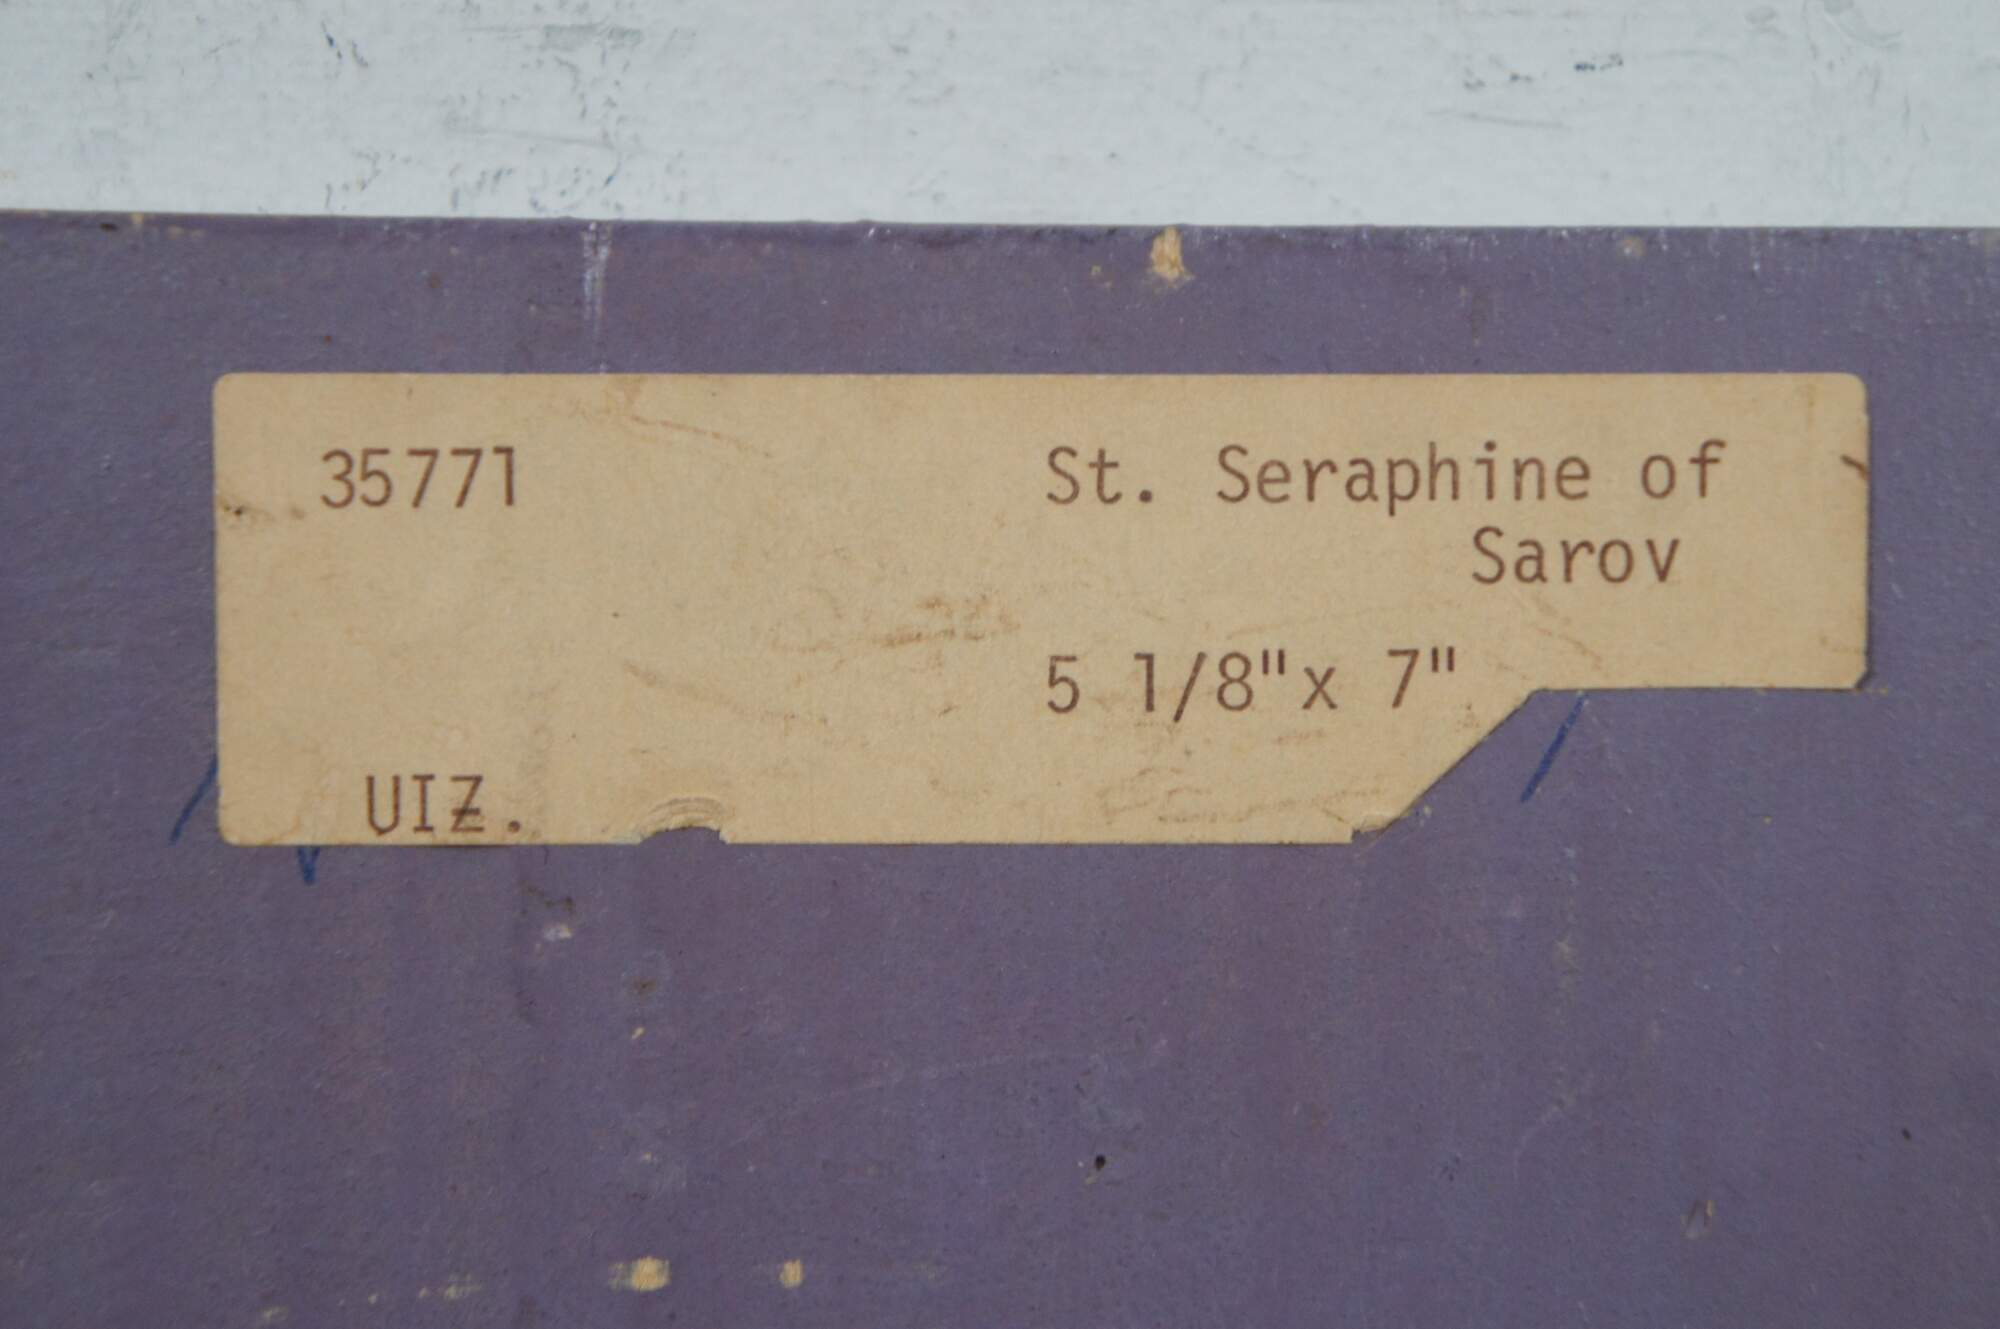 35771 St. Seraphine of
Sarov
5 1/8"x 7"
UIZ.